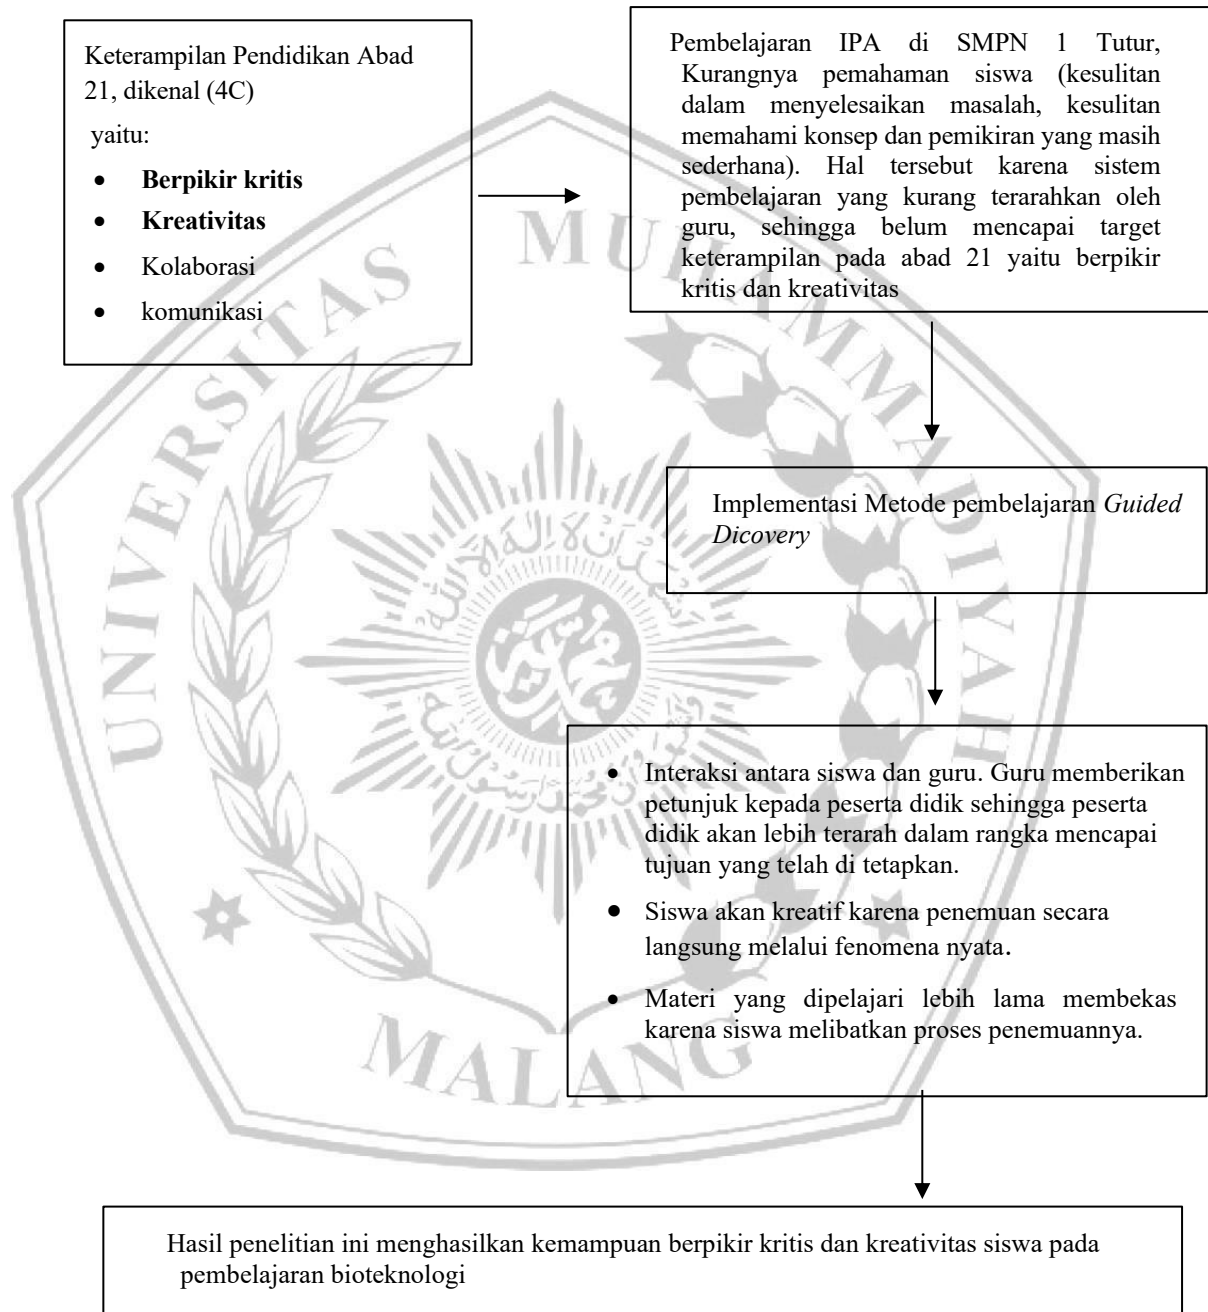 Keterampilan Pendidikan Abad
21, dikenal (4C)
yaitu:
• Berpikir kritis
• Kreativitas
• Kolaborasi
• komunikasi
Pembelajaran IPA di SMPN 1 Tutur,
Kurangnya pemahaman siswa (kesulitan
dalam menyelesaikan masalah, kesulitan
memahami konsep dan pemikiran yang masih
sederhana). Hal tersebut karena sistem
pembelajaran yang kurang terarahkan oleh
guru, sehingga belum mencapai target
keterampilan pada abad 21 yaitu berpikir
kritis dan kreativitas
Implementasi Metode pembelajaran Guided
Dicovery
• Interaksi antara siswa dan guru. Guru memberikan
petunjuk kepada peserta didik sehingga peserta
didik akan lebih terarah dalam rangka mencapai
tujuan yang telah di tetapkan.
• Siswa akan kreatif karena penemuan secara
langsung melalui fenomena nyata.
• Materi yang dipelajari lebih lama membekas
karena siswa melibatkan proses penemuannya.
Hasil penelitian ini menghasilkan kemampuan berpikir kritis dan kreativitas siswa pada
pembelajaran bioteknologi
UNIVERSITAS MUHAMMADIYAH
MALANG